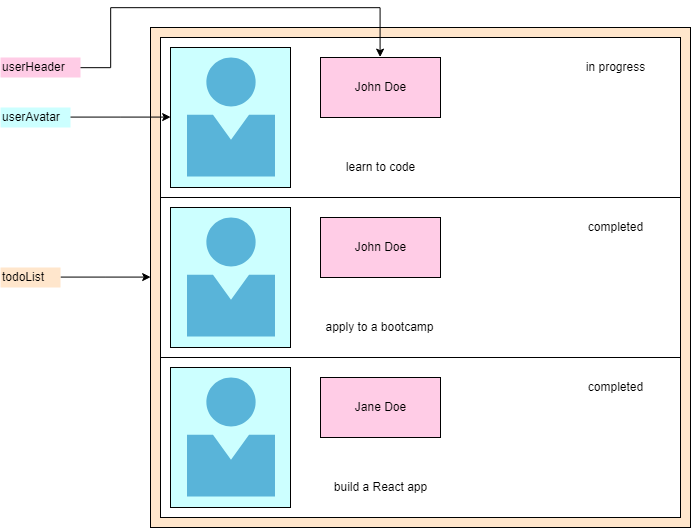 userHeader
userAvatar
todoList
John Doe
in progress
learn to code
John Doe
completed
apply to a bootcamp
Jane Doe
completed
build a React app